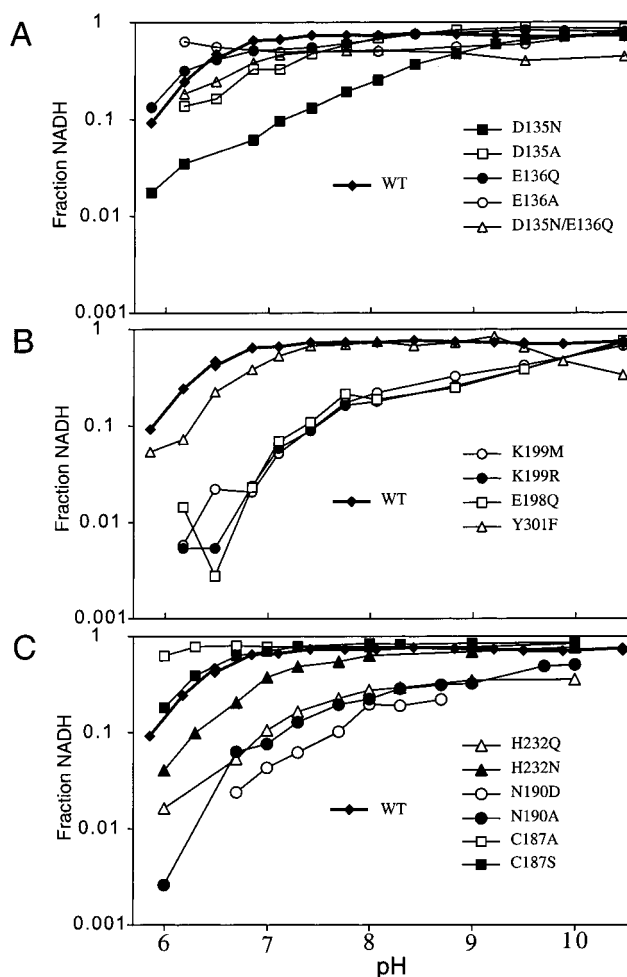 A
Fraction NADH
1
0.1
0.01
0.001
WT
D135N
D135A
E136Q
E136A
D135N/E136Q
B
Fraction NADH
1
0.1
0.01
0.001
WT
K199M
K199R
E198Q
Y301F
C
Fraction NADH
1
0.1
0.01
0.001
WT
H232Q
H232N
N190D
N190A
C187A
C187S
6 7 8 9 10
pH